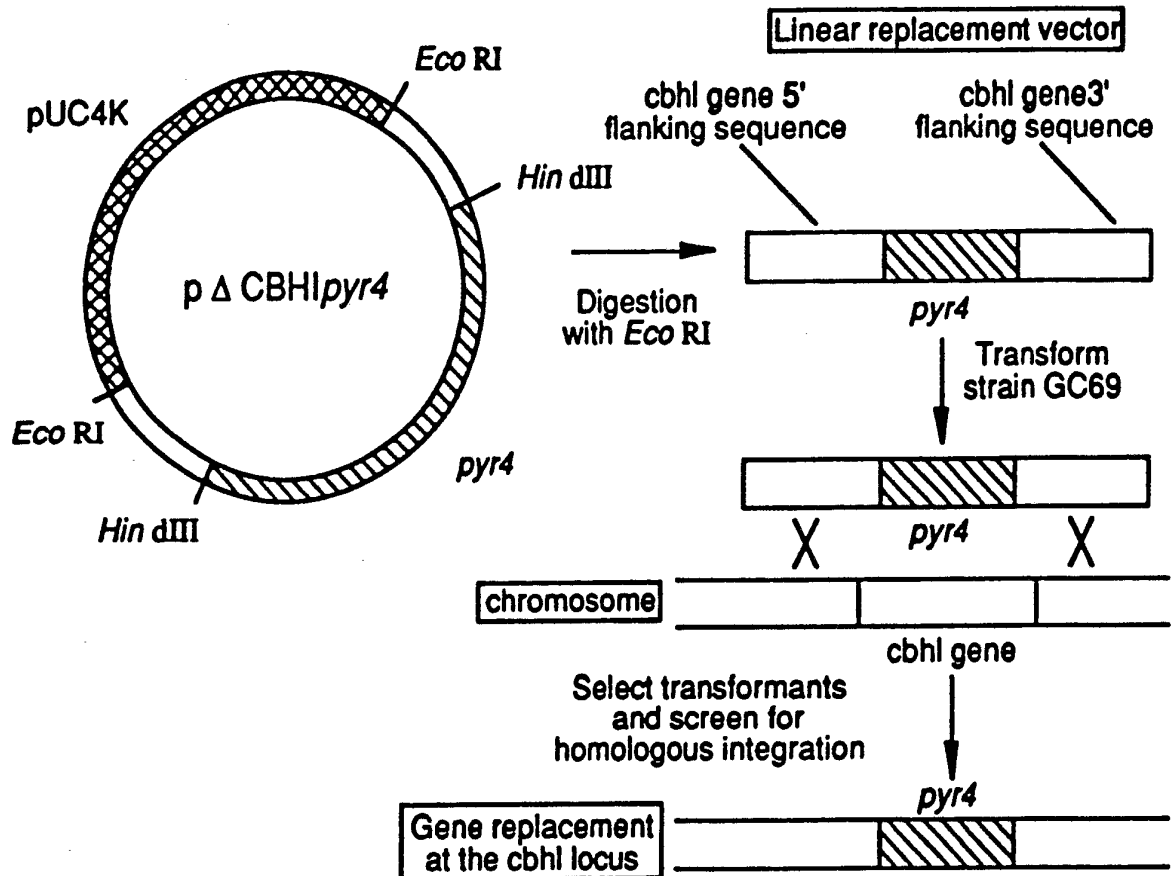 Linear replacement vector
Eco RI
pUC4K
cbhI gene 5'
flanking sequence
cbhI gene3'
flanking sequence
Hin dIII
p Δ CBHIpyr4
Digestion
with Eco RI
pyr4
Transform
strain GC69
Eco RI
pyr4
Hin dIII
pyr4
chromosome
cbhI gene
Select transformants
and screen for
homologous integration
pyr4
Gene replacement
at the cbhI locus